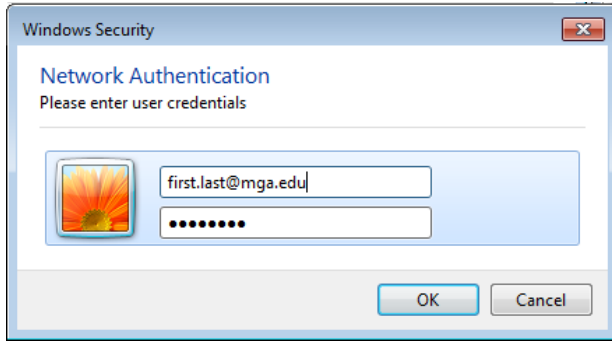 Windows Security
Network Authentication
Please enter user credentials
first.last@mga.edu
●●●●●●●●
OK
Cancel